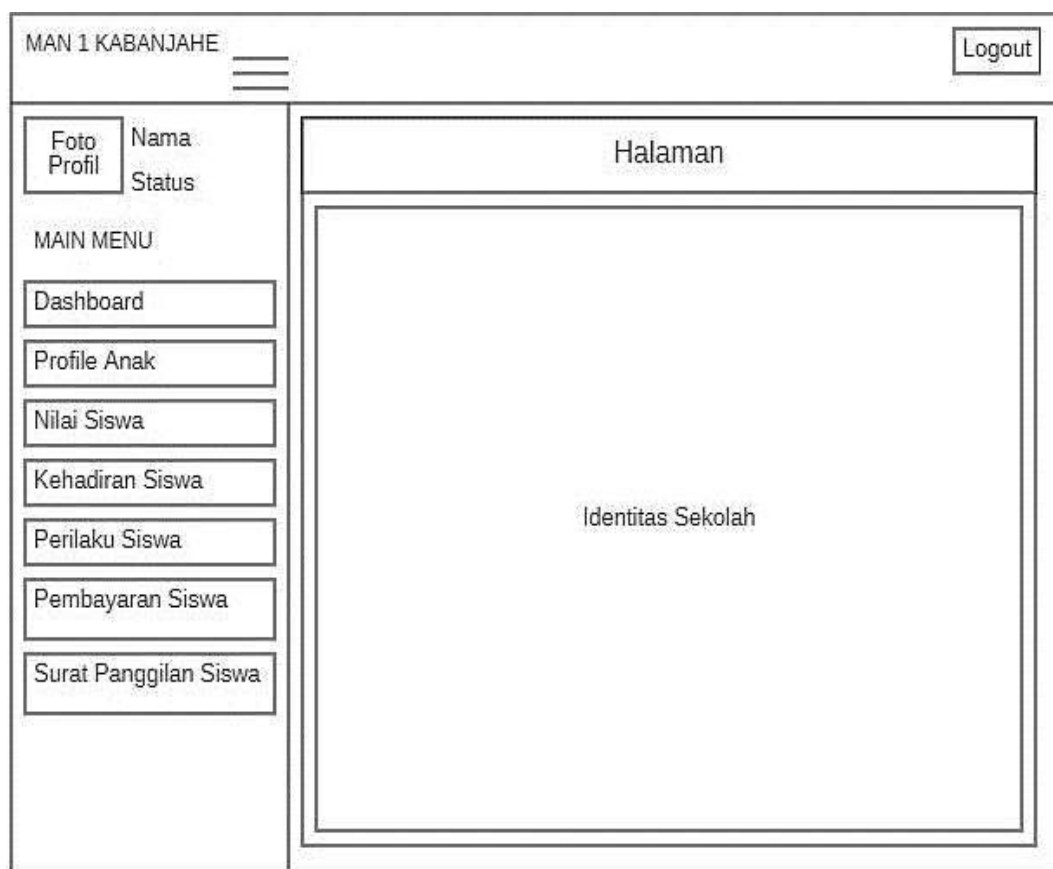 MAN 1 KABANJAHE
Logout
Foto
Profil
Nama
Status
MAIN MENU
Dashboard
Profile Anak
Nilai Siswa
Kehadiran Siswa
Perilaku Siswa
Pembayaran Siswa
Surat Panggilan Siswa
Halaman
Identitas Sekolah